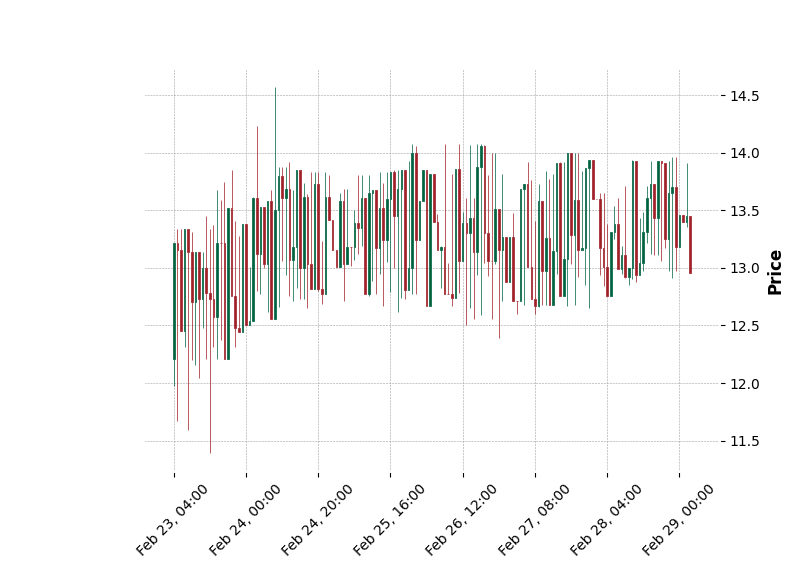 14.5
14.0
13.5
13.0
12.5
12.0
11.5
Price
Feb 23, 04:00
Feb 24, 00:00
Feb 24, 20:00
Feb 25, 16:00
Feb 26, 12:00
Feb 27, 08:00
Feb 28, 04:00
Feb 29, 00:00